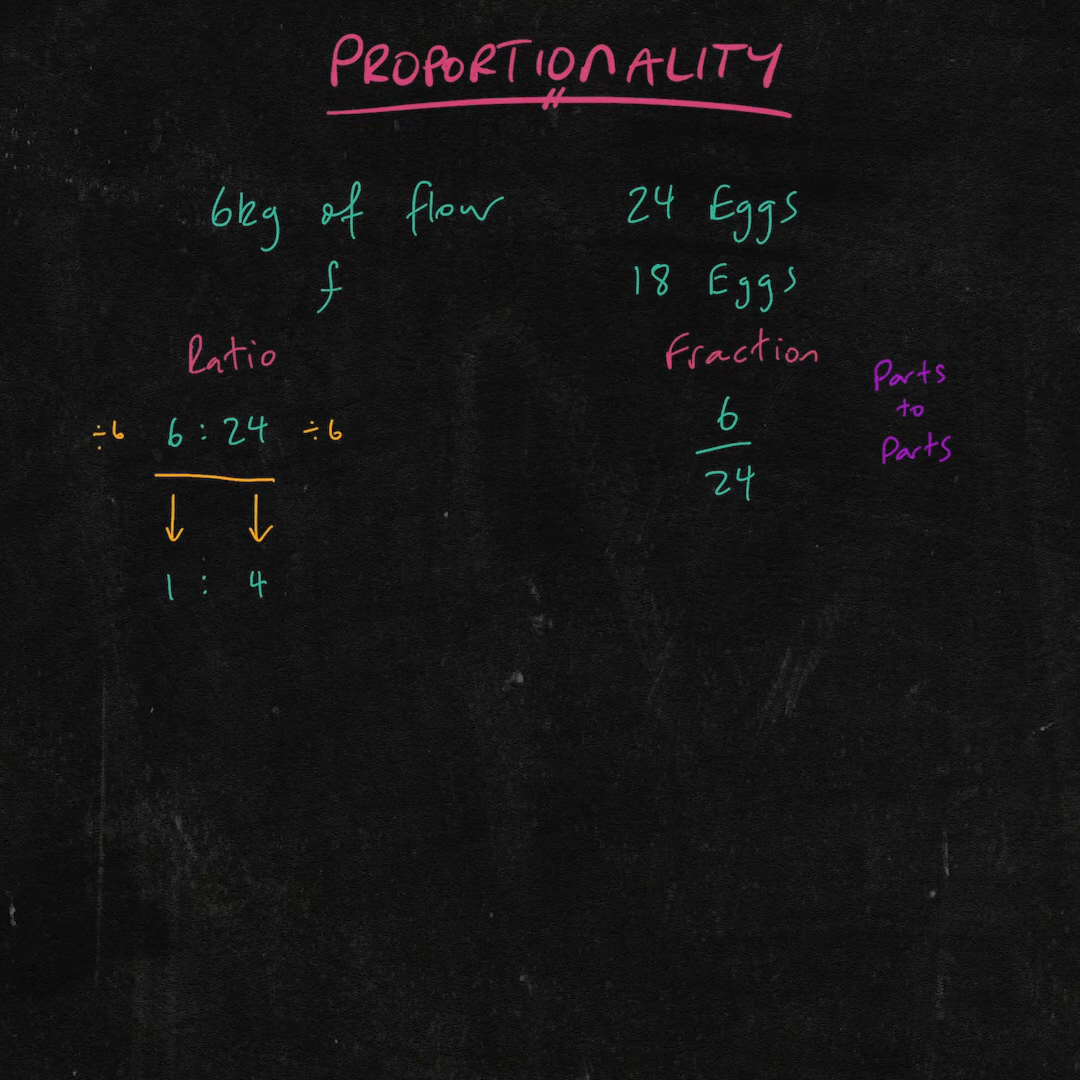 PROPORTIONALITY
6kg of flour 24 Eggs
f 18 Eggs
Ratio
÷6 6 : 24 ÷6
1 : 4
Fraction
6
24
Parts
to
Parts